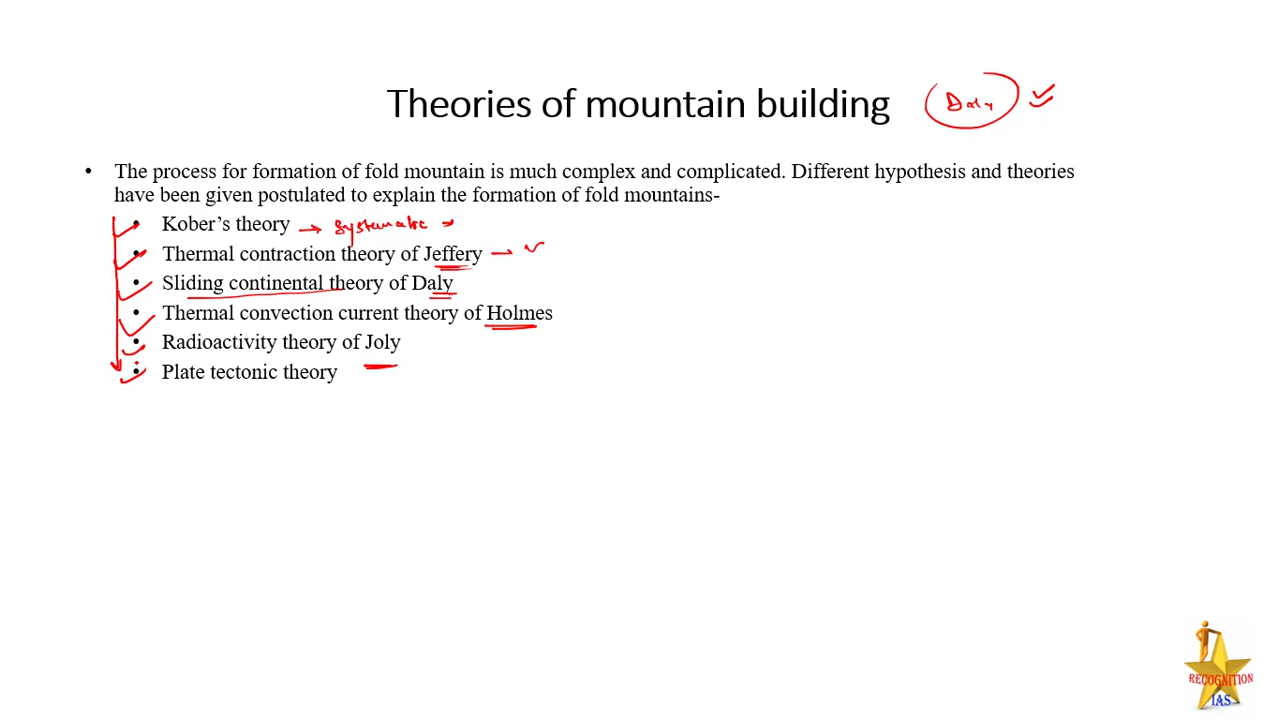 Theories of mountain building Daly
• The process for formation of fold mountain is much complex and complicated. Different hypothesis and theories
have been given postulated to explain the formation of fold mountains-
• Kober's theory → systematic
• Thermal contraction theory of Jeffery
• Sliding continental theory of Daly
• Thermal convection current theory of Holmes
• Radioactivity theory of Joly
• Plate tectonic theory
RECOGNITION
IAS